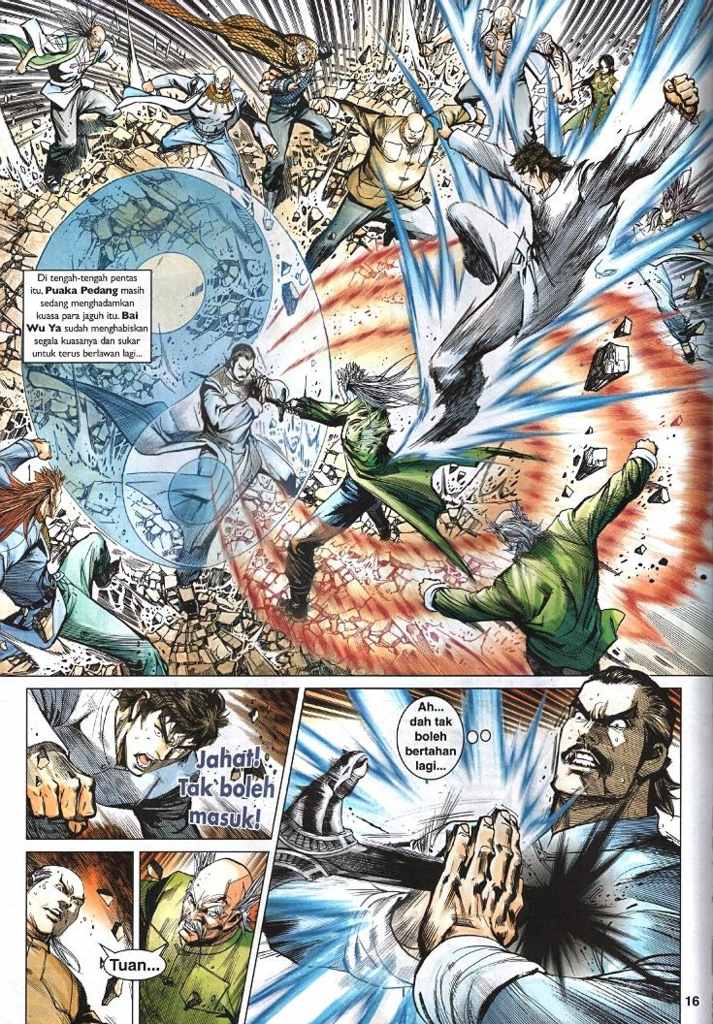 Di tengah-tengah pentas
itu, Puaka Pedang masih
sedang menghadamkan
kuasa para jaguh itu. Bai
Wu Ya sudah menghabiskan
segala kuasanya dan sukar
untuk terus berlawan lagi...
Jahat!
Tak boleh
masuk!
Ah...
dah tak
boleh
bertahan
lagi...
Tuan...
16